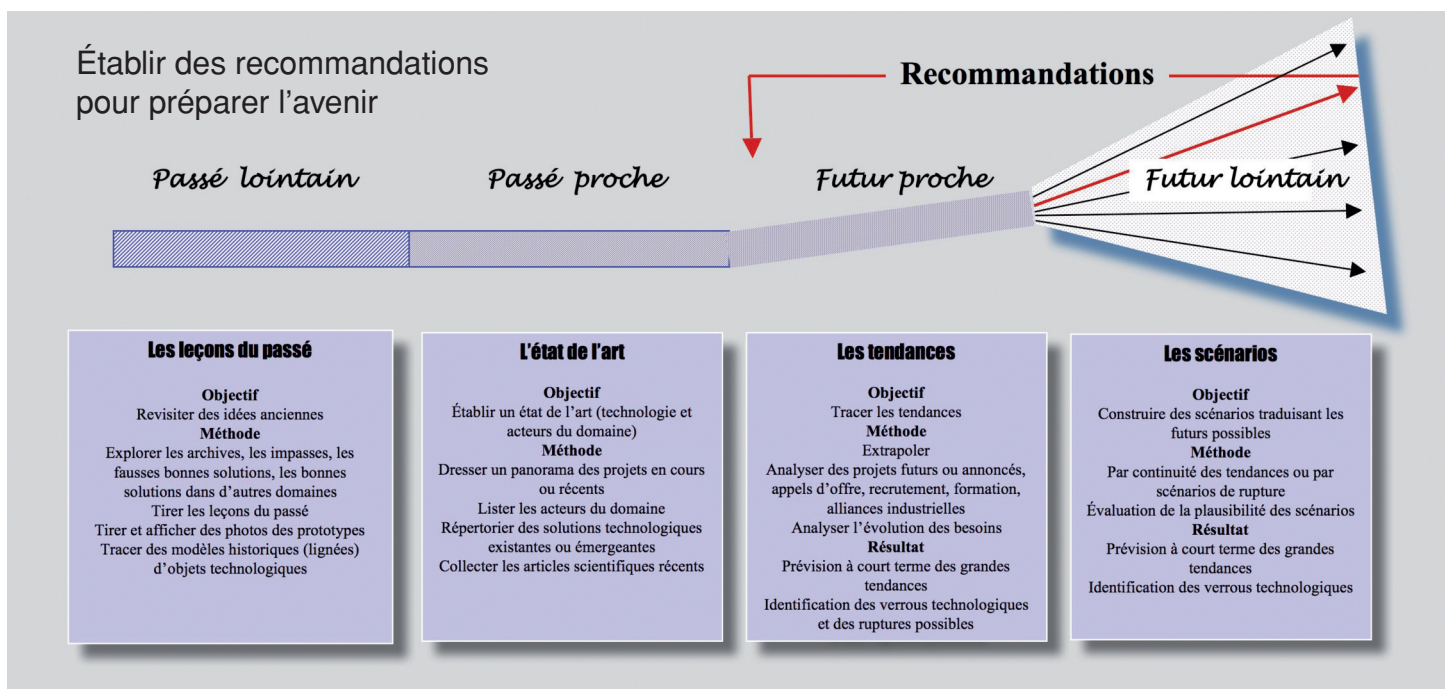 Établir des recommandations
pour préparer l’avenir
Recommandations
Passé lointain
Passé proche
Futur proche
Futur lointain
Les leçons du passé
Objectif
Revisiter des idées anciennes
Méthode
Explorer les archives, les impasses, les
fausses bonnes solutions, les bonnes
solutions dans d’autres domaines
Tirer les leçons du passé
Tirer et afficher des photos des prototypes
Tracer des modèles historiques (lignées)
d’objets technologiques
L’état de l’art
Objectif
Établir un état de l’art (technologie et
acteurs du domaine)
Méthode
Dresser un panorama des projets en cours
ou récents
Lister les acteurs du domaine
Répertorier des solutions technologiques
existantes ou émergeantes
Collecter les articles scientifiques récents
Les tendances
Objectif
Tracer les tendances
Méthode
Extrapoler
Analyser des projets futurs ou annoncés,
appels d’offre, recrutement, formation,
alliances industrielles
Analyser l’évolution des besoins
Résultat
Prévision à court terme des grandes
tendances
Identification des verrous technologiques
et des ruptures possibles
Les scénarios
Objectif
Construire des scénarios traduisant les
futurs possibles
Méthode
Par continuité des tendances ou par
scénarios de rupture
Évaluation de la plausibilité des scénarios
Résultat
Prévision à court terme des grandes
tendances
Identification des verrous technologiques